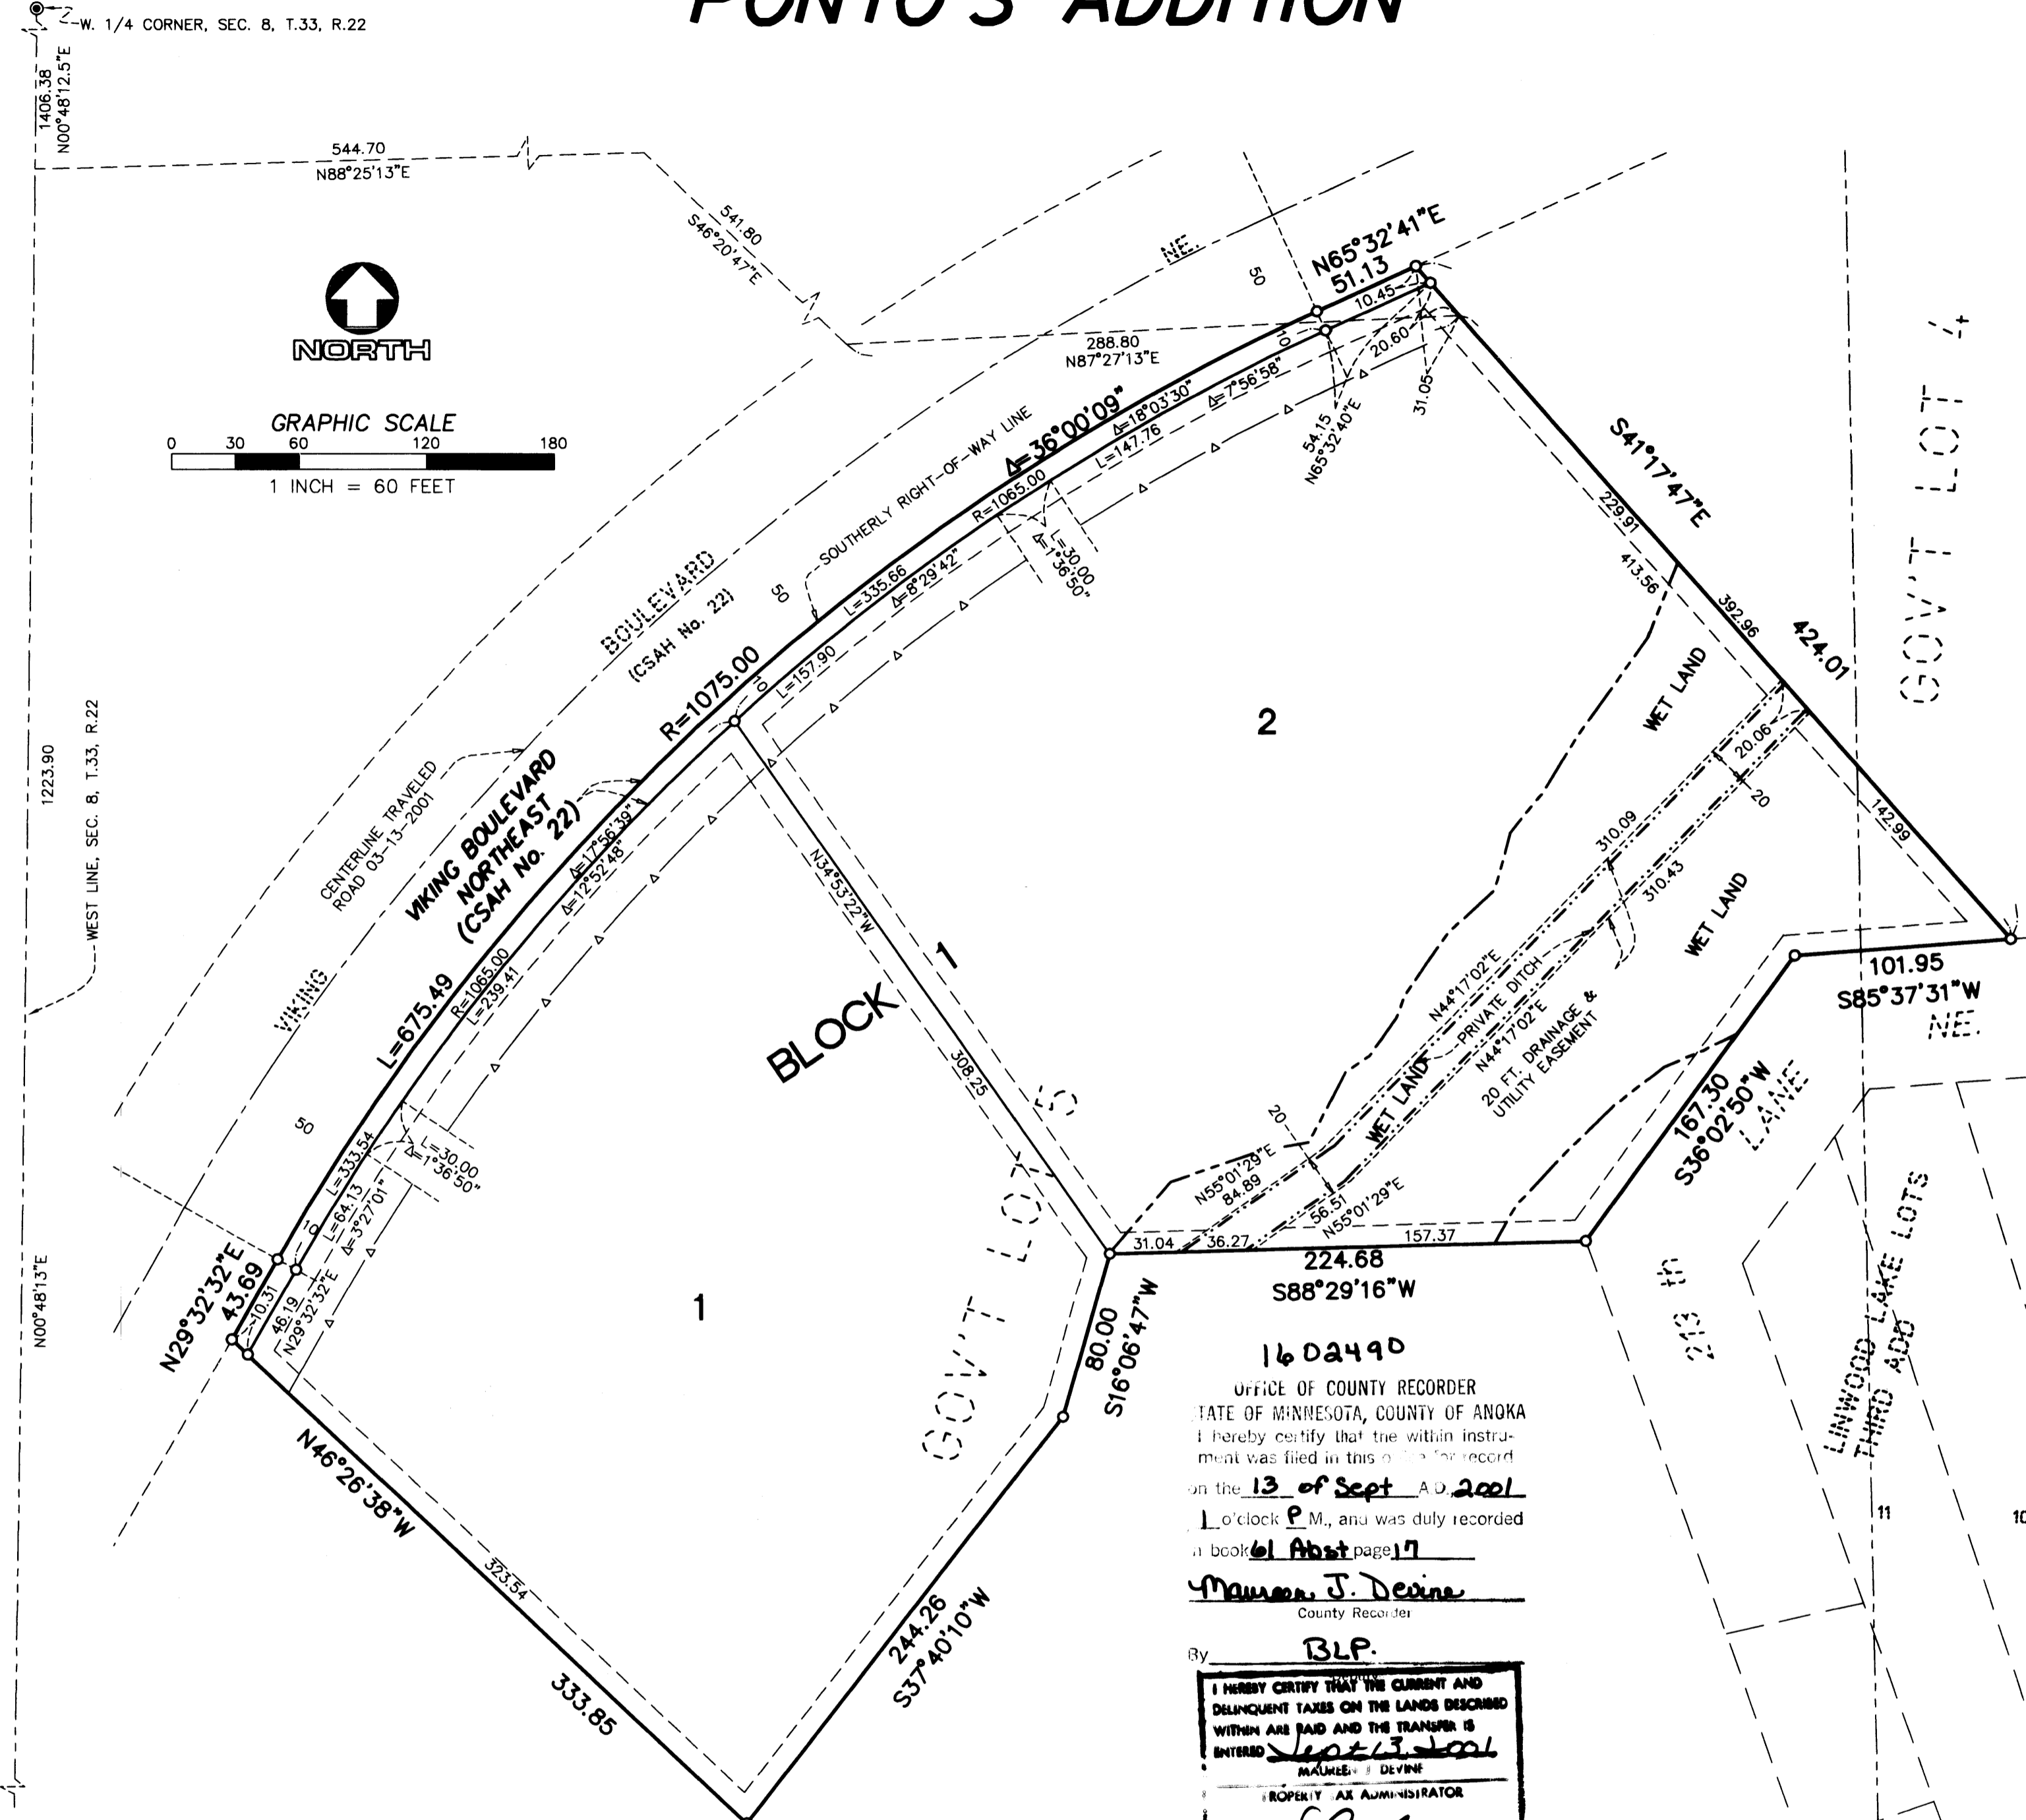 PONTO'S ADDITION
W. 1/4 CORNER, SEC. 8, T.33, R.22
1406.38
N00°48'12.5"E
544.70
N88°25'13"E
541.80
S46°20'47"E
NORTH
GRAPHIC SCALE
0 30 60 120 180
1 INCH = 60 FEET
288.80
N87°27'13"E
NE.
50
N65°32'41"E
51.13
10.45
20.60
31.05
54.15
N65°32'40"E
10
Δ=7°56'58"
Δ=18°03'30"
L=147.76
Δ=36°00'09"
R=1065.00
L=30.00
Δ=1°36'50"
SOUTHERLY RIGHT-OF-WAY LINE
L=335.66
Δ=8°29'42"
L=157.90
10
50
BOULEVARD
(CSAH No. 22)
R=1075.00
S41°17'47"E
229.91
413.56
392.96
424.01
GOV'T LOT 4
WET LAND
2
20.06
20
142.99
310.09
310.43
WET LAND
101.95
S85°37'31"W
NE.
N44°17'02"E
PRIVATE DITCH
N44°17'02"E
20 FT. DRAINAGE &
UTILITY EASEMENT
WET LAND
167.30
S36°02'50"W
LANE
213 th
1223.90
WEST LINE, SEC. 8, T.33, R.22
N00°48'13"E
CENTERLINE TRAVELED
ROAD 03-13-2001
VIKING BOULEVARD
NORTHEAST
(CSAH No. 22)
Δ=17°56'39"
Δ=12°52'48"
R=1065.00
L=239.41
L=675.49
VIKING
50
L=333.54
L=30.00
Δ=1°36'50"
L=64.13
Δ=3°27'01"
10
N29°32'32"E
43.69
10.31
46.19
N29°32'32"E
N34°53'22"W
308.25
BLOCK 1
GOV'T LOT 5
1
20
N55°01'29"E
84.89
56.51
N55°01'29"E
31.04
36.27
157.37
224.68
S88°29'16"W
80.00
S16°06'47"W
N46°26'38"W
323.54
333.85
244.26
S37°40'10"W
LINWOOD LAKE LOTS
THIRD ADD
11
10
1602490
OFFICE OF COUNTY RECORDER
TATE OF MINNESOTA, COUNTY OF ANOKA
I hereby certify that the within instru-
ment was filed in this office for record
on the 13 of Sept A.D., 2001
1 o'clock P M., and was duly recorded
n book 61 Abst page 17
Maureen J. Devine
County Recorder
By BLP.
Deputy
I HEREBY CERTIFY THAT THE CURRENT AND
DELINQUENT TAXES ON THE LANDS DESCRIBED
WITHIN ARE PAID AND THE TRANSFER IS
ENTERED Sept 13, 2001
MAUREEN J DEVINE
PROPERTY TAX ADMINISTRATOR